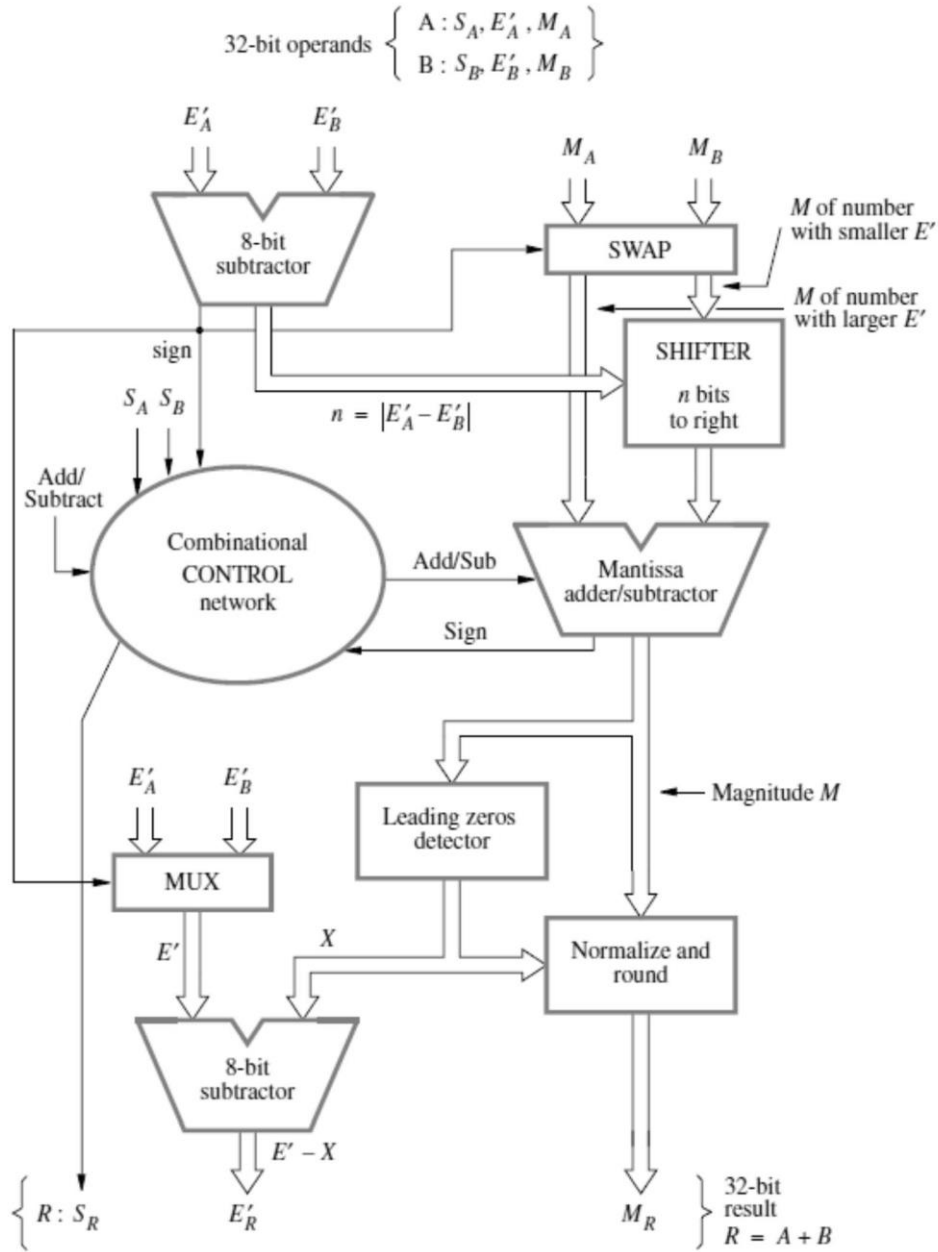 32-bit operands { A : S_A, E'_A , M_A }
{ B : S_B, E'_B , M_B }
E'_A E'_B
M_A M_B
8-bit
subtractor
SWAP
M of number
with smaller E'
M of number
with larger E'
sign
SHIFTER
n bits
to right
n = |E'_A – E'_B|
S_A S_B
Add/
Subtract
Combinational
CONTROL
network
Add/Sub
Mantissa
adder/subtractor
Sign
E'_A E'_B
MUX
Leading zeros
detector
Magnitude M
E'
X
Normalize and
round
8-bit
subtractor
E' – X
{ R : S_R
E'_R
M_R
} 32-bit
result
R = A + B